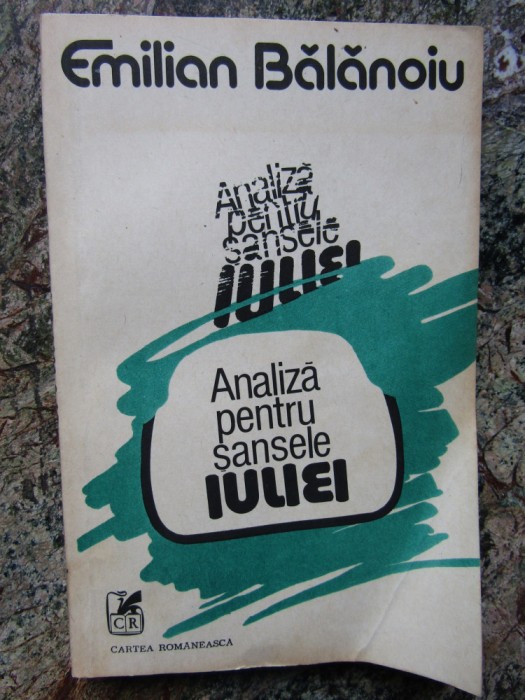 Emilian Bălănoiu
Analiză
pentru
șansele
IULIEI
Analiză
pentru
șansele
IULIEI
CR
CARTEA ROMÂNEASCĂ